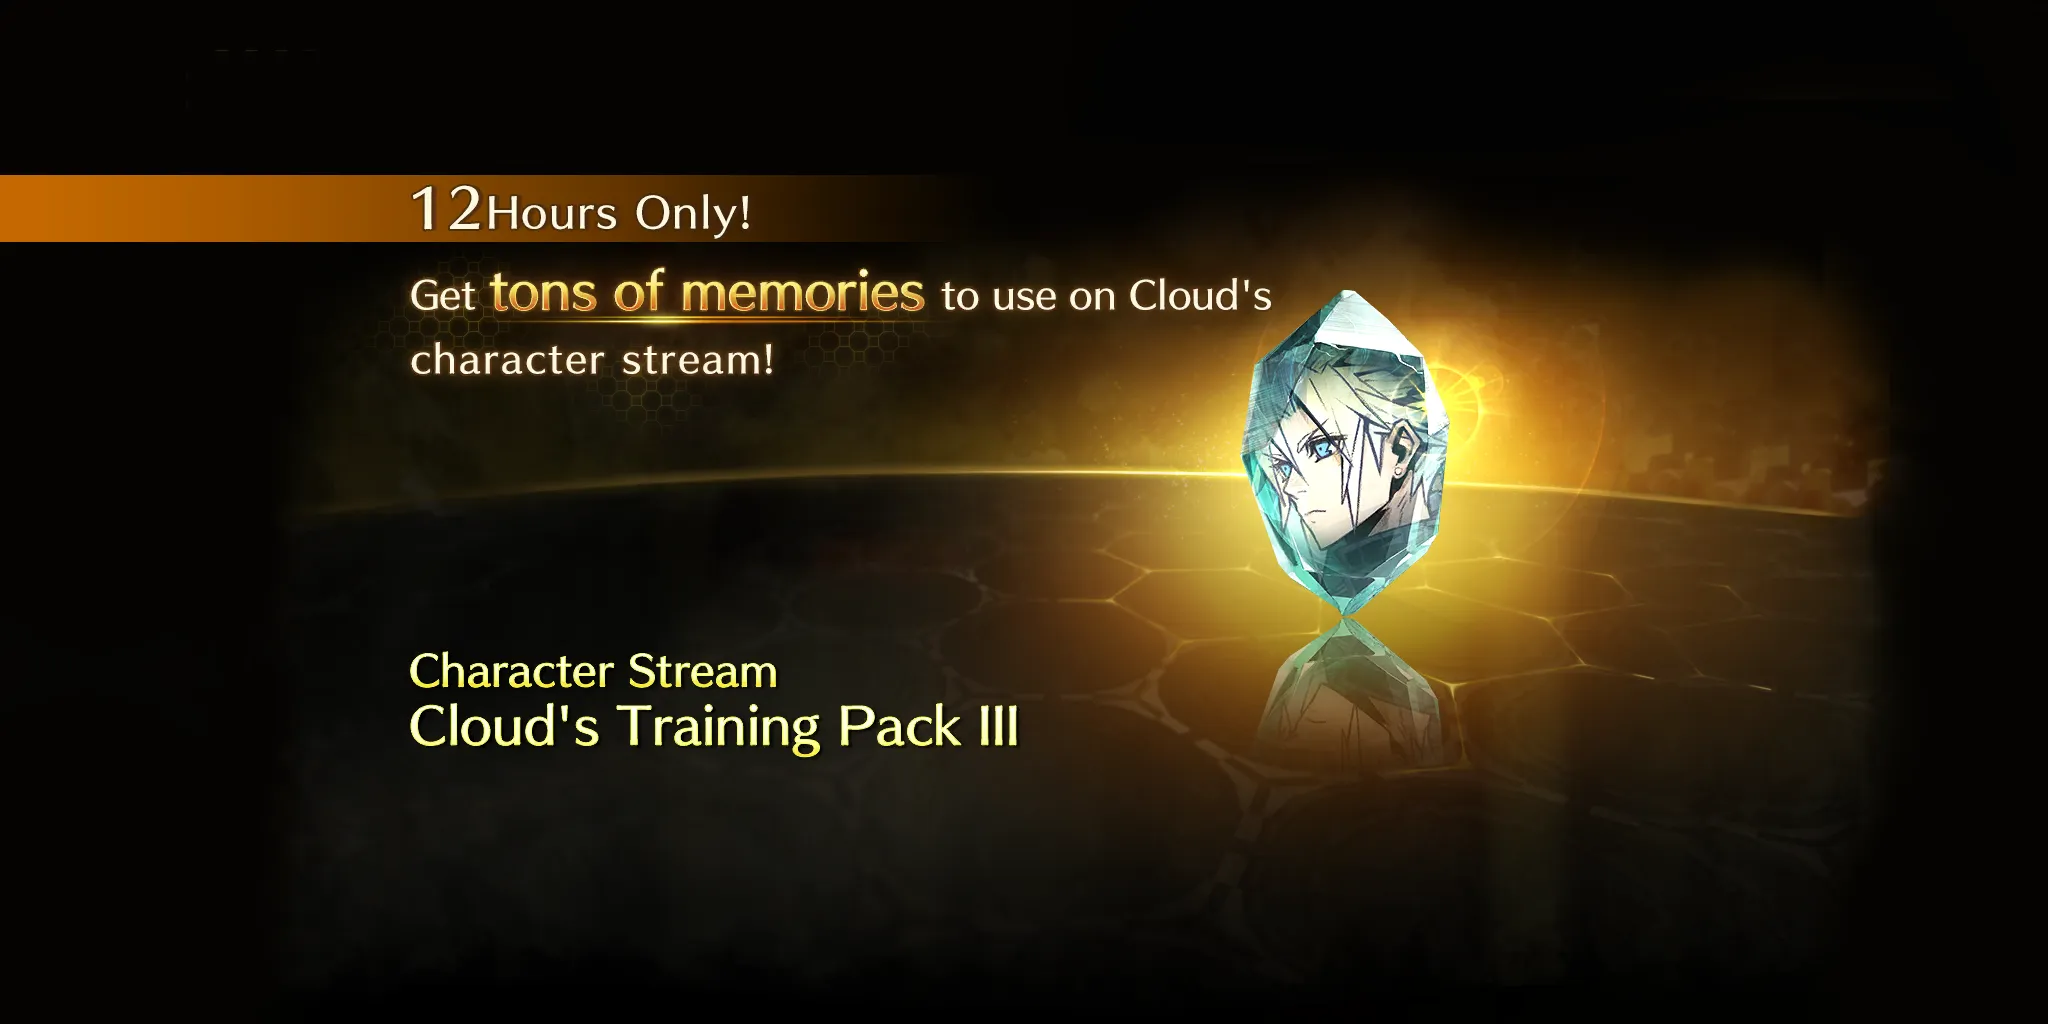 12Hours Only!
Get tons of memories to use on Cloud's
character stream!
Character Stream
Cloud's Training Pack III